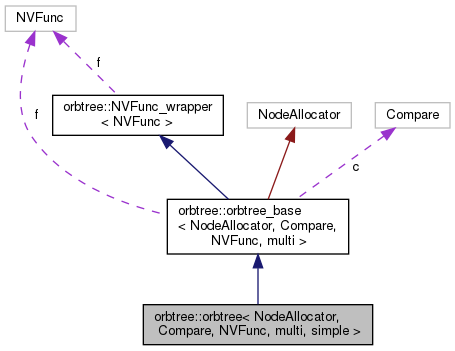 NVFunc
f
orbtree::NVFunc_wrapper
< NVFunc >
NodeAllocator
Compare
f
c
orbtree::orbtree_base
< NodeAllocator, Compare,
NVFunc, multi >
orbtree::orbtree< NodeAllocator,
Compare, NVFunc, multi, simple >